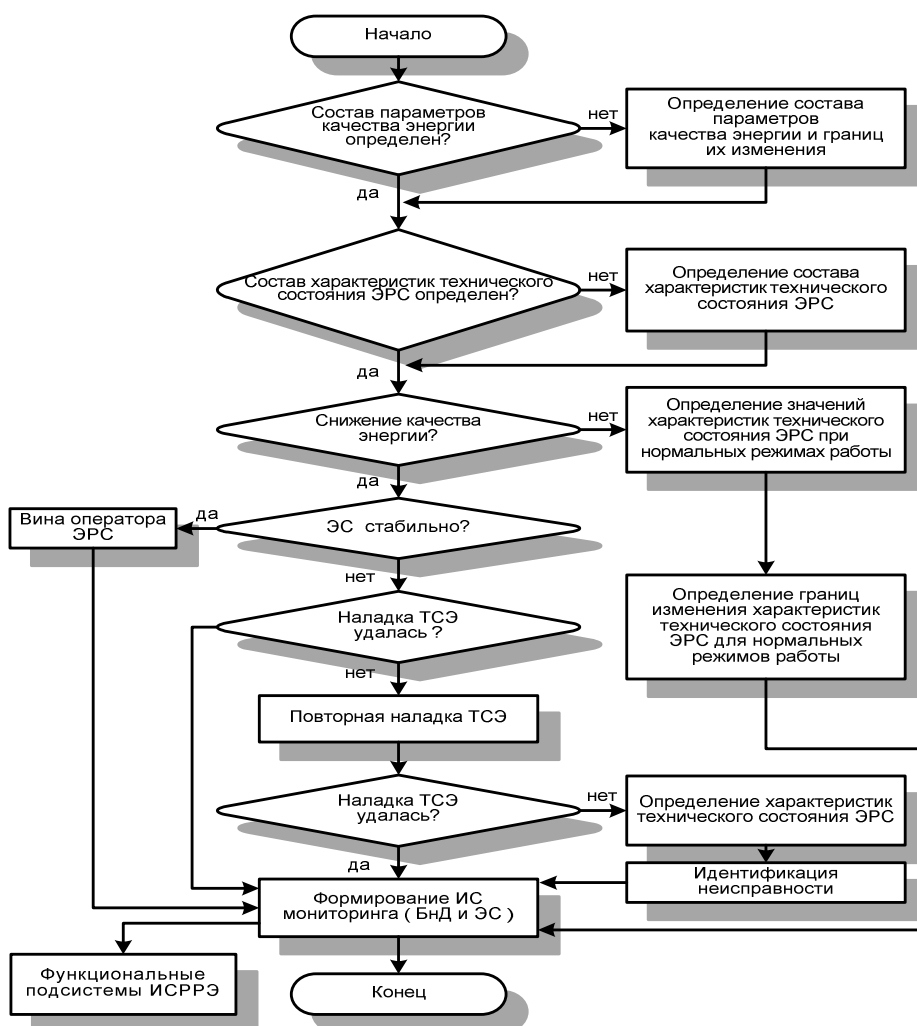 Начало
Состав параметров
качества энергии
определен?
нет
Определение состава
параметров
качества энергии и границ
их изменения
да
Состав характеристик технического
состояния ЭРС определен?
нет
Определение состава
характеристик технического
состояния ЭРС
да
Снижение качества
энергии?
нет
Определение значений
характеристик технического
состояния ЭРС при
нормальных режимах работы
да
Вина оператора
ЭРС
да
ЭС стабильно?
нет
Наладка ТСЭ
удалась ?
Определение границ
изменения характеристик
технического состояния
ЭРС для нормальных
режимов работы
нет
Повторная наладка ТСЭ
Наладка ТСЭ
удалась?
нет
Определение характеристик
технического состояния ЭРС
да
Идентификация
неисправности
Формирование ИС
мониторинга ( БнД и ЭС )
Функциональные
подсистемы ИСРРЭ
Конец